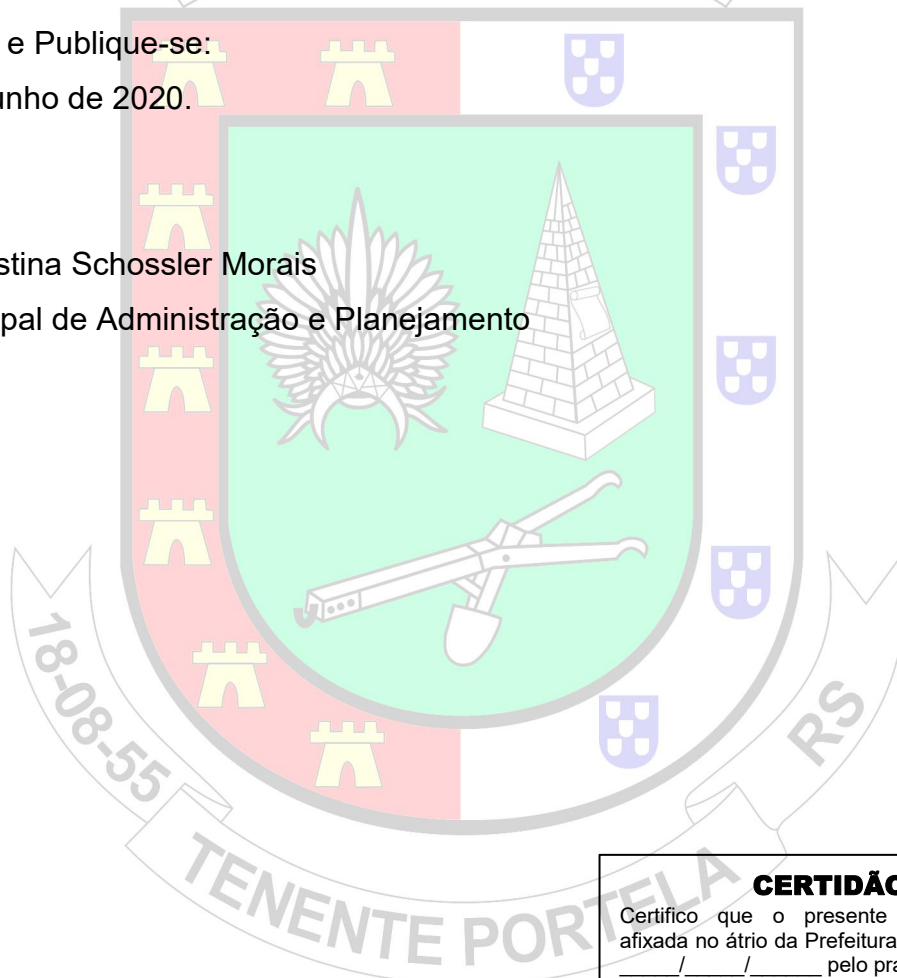 e Publique-se:
unho de 2020.
stina Schossler Morais
pal de Administração e Planejamento
18-08-55
TENENTE PORTELA
RS
CERTIDÃO
Certifico que o presente
afixada no átrio da Prefeitura
_____/_____/______ pelo pra